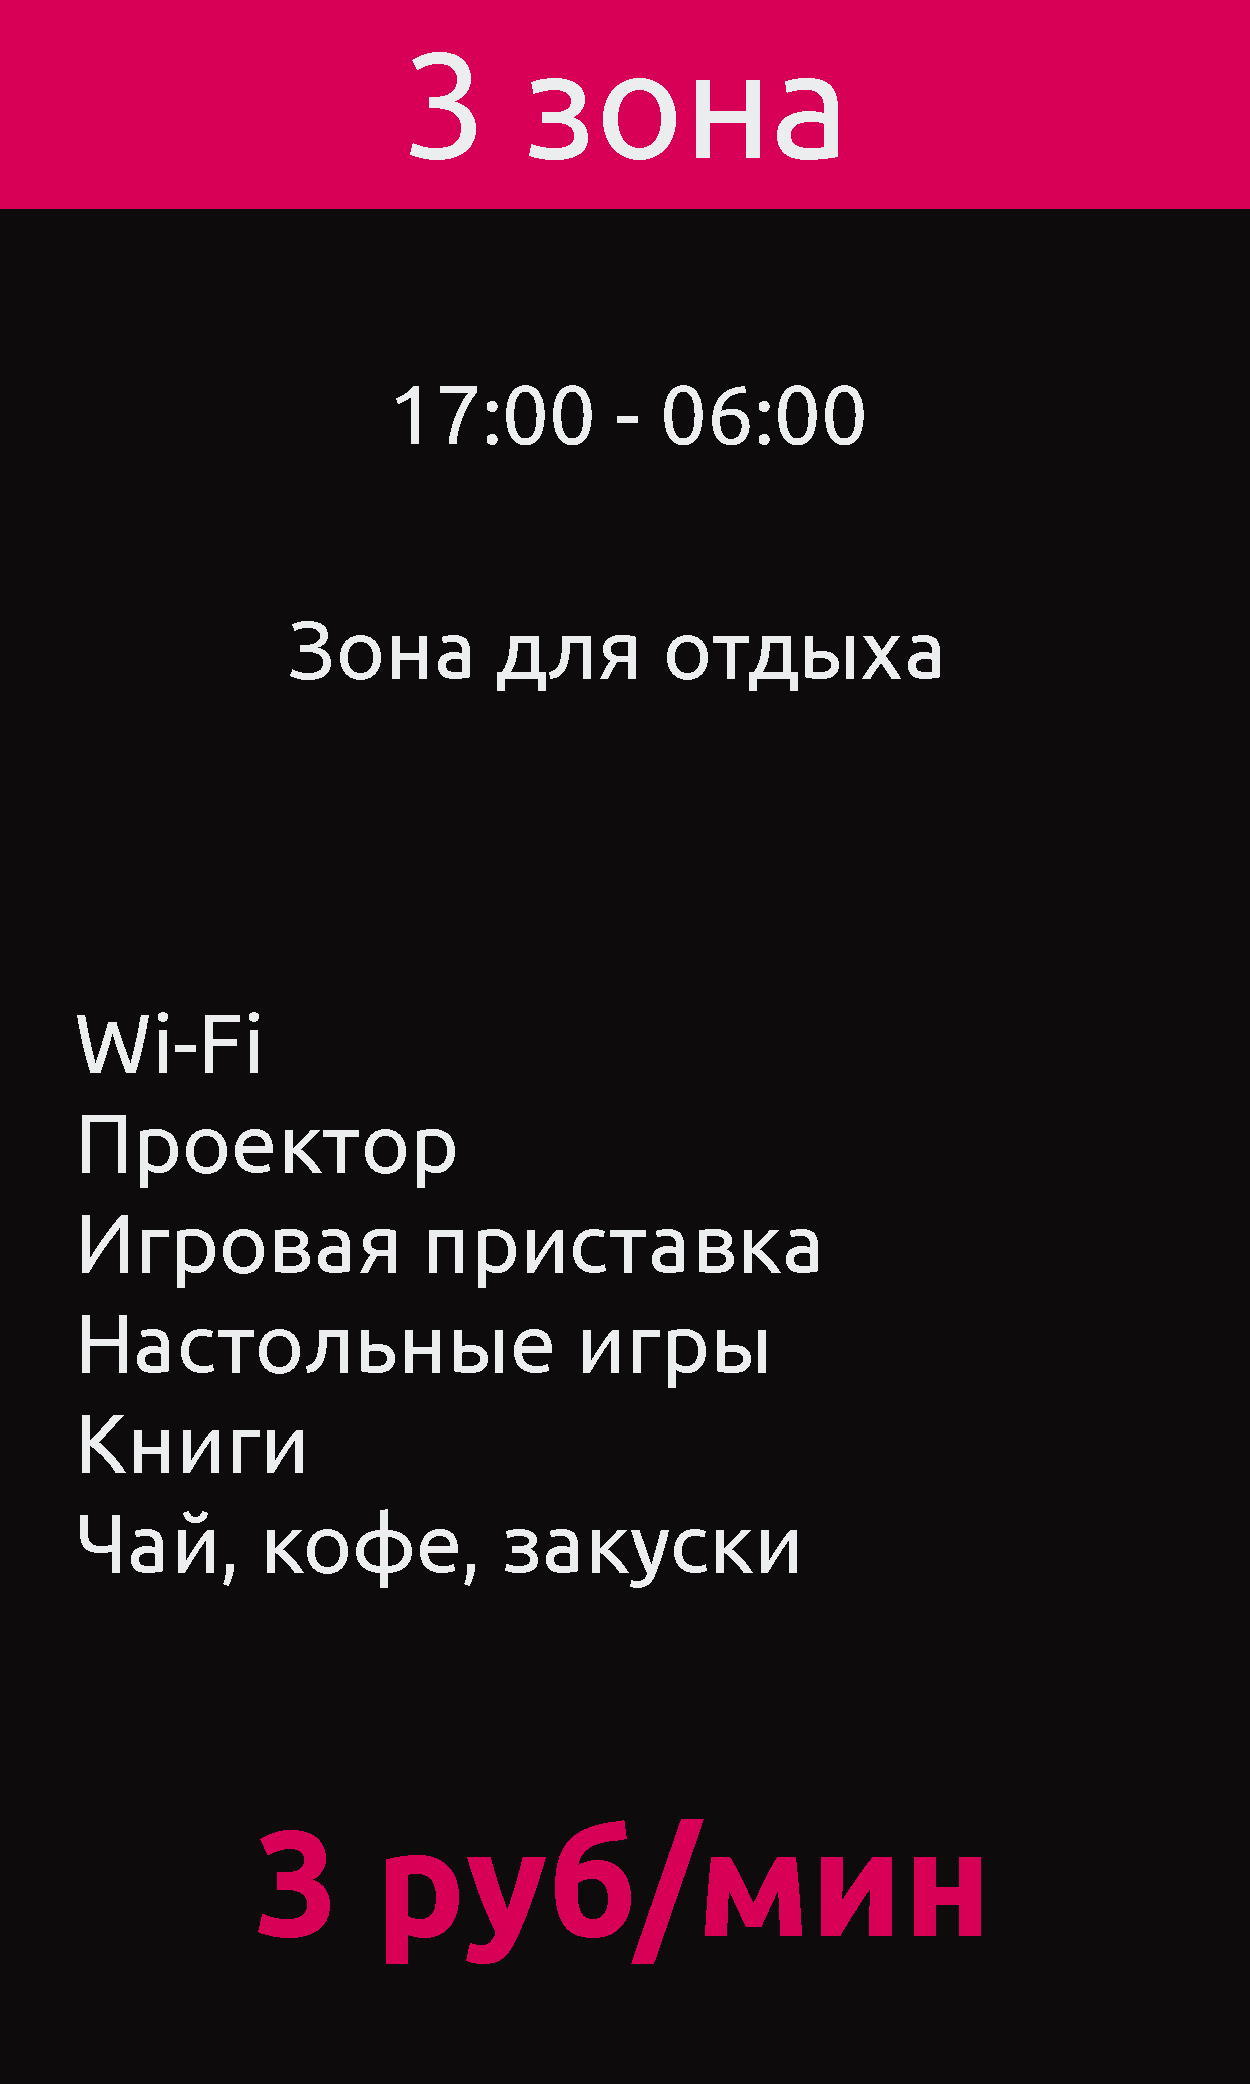 3 зона
17:00 - 06:00
Зона для отдыха
Wi-Fi
Проектор
Игровая приставка
Настольные игры
Книги
Чай, кофе, закуски
3 руб/мин